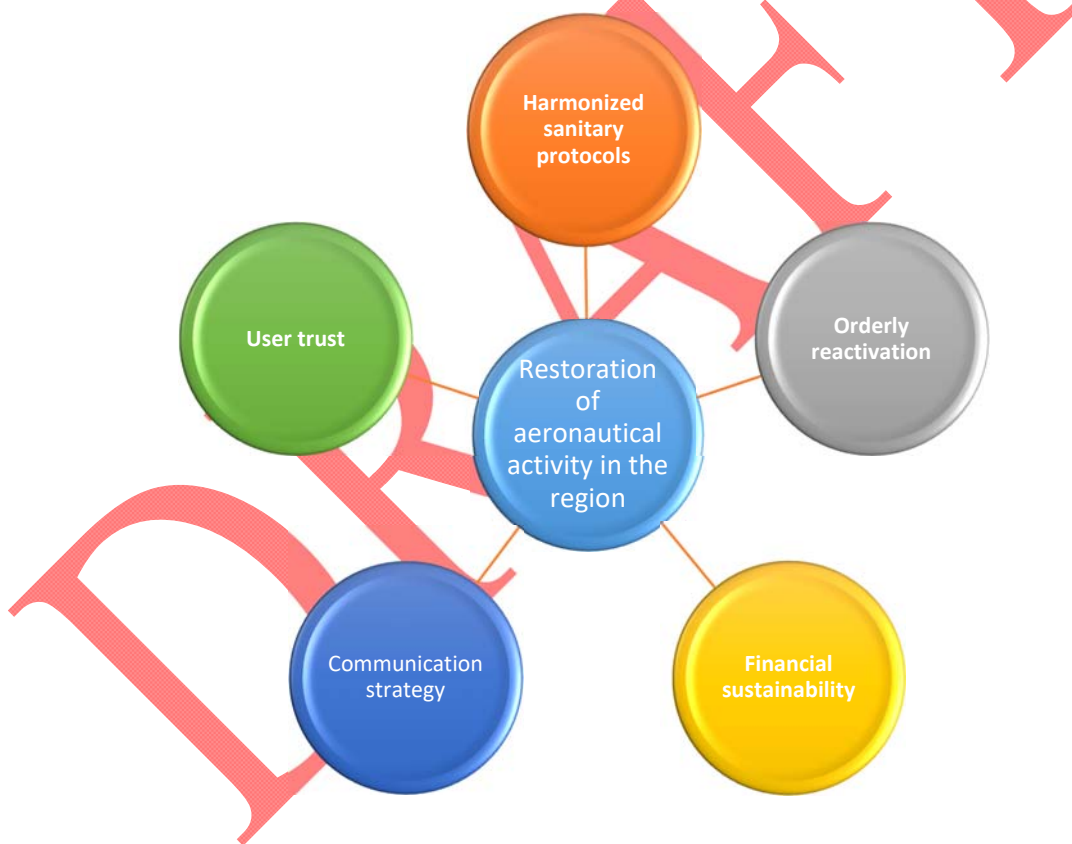 Harmonized
sanitary
protocols
User trust
Orderly
reactivation
Restoration
of
aeronautical
activity in the
region
Communication
strategy
Financial
sustainability
DRAFT